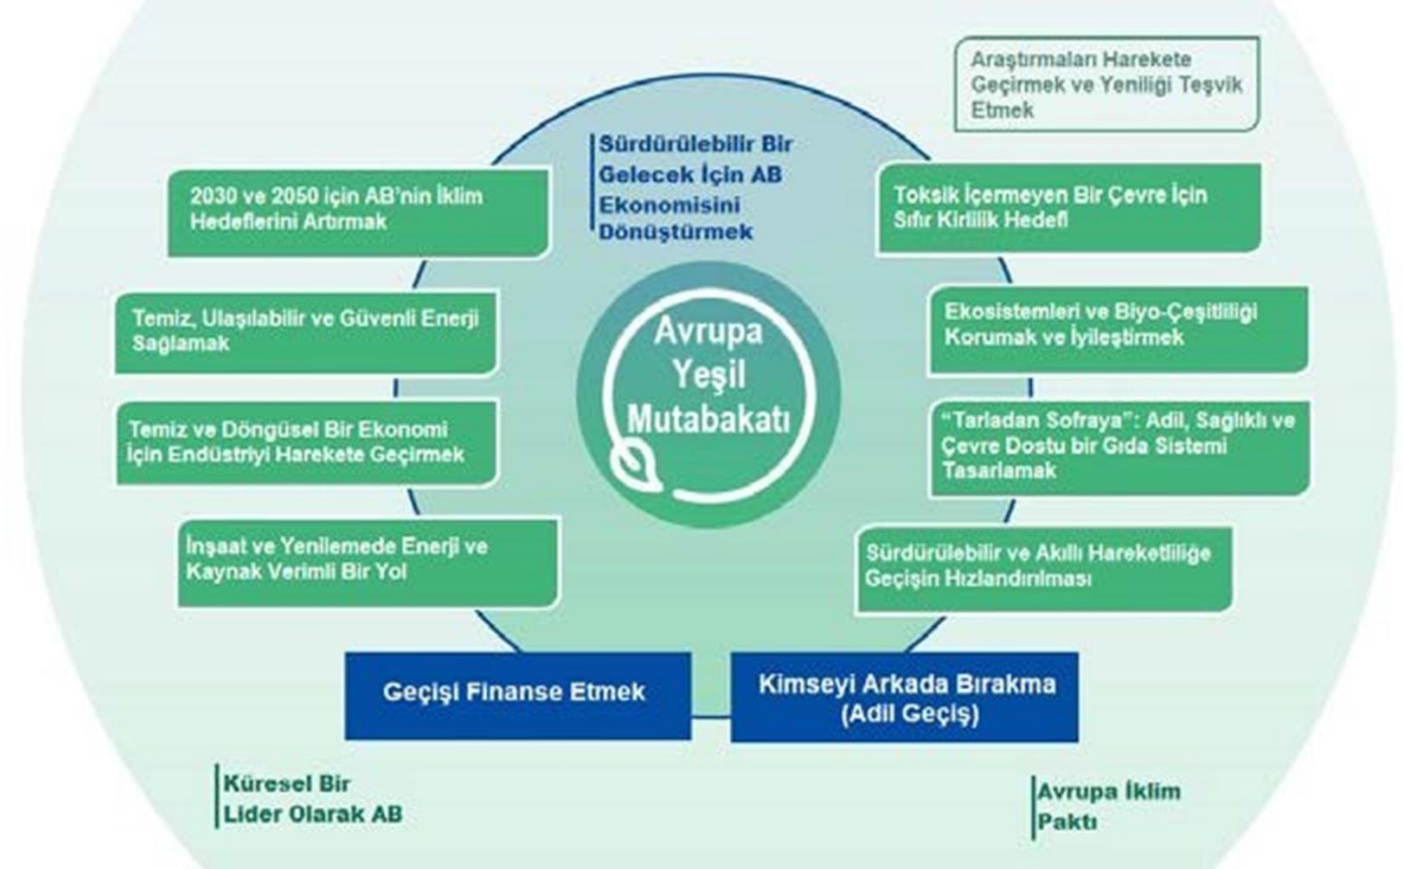 Araştırmaları Harekete
Geçirmek ve Yeniliği Teşvik
Etmek
Sürdürülebilir Bir
Gelecek İçin AB
Ekonomisini
Dönüştürmek
2030 ve 2050 için AB'nin İklim
Hedeflerini Artırmak
Toksik İçermeyen Bir Çevre İçin
Sıfır Kirlilik Hedefi
Temiz, Ulaşılabilir ve Güvenli Enerji
Sağlamak
Ekosistemleri ve Biyo-Çeşitliliği
Korumak ve İyileştirmek
Avrupa
Yeşil
Mutabakatı
Temiz ve Döngüsel Bir Ekonomi
İçin Endüstriyi Harekete Geçirmek
“Tarladan Sofraya”: Adil, Sağlıklı ve
Çevre Dostu bir Gıda Sistemi
Tasarlamak
İnşaat ve Yenilemede Enerji ve
Kaynak Verimli Bir Yol
Sürdürülebilir ve Akıllı Hareketliliğe
Geçişin Hızlandırılması
Geçişi Finanse Etmek
Kimseyi Arkada Bırakma
(Adil Geçiş)
Küresel Bir
Lider Olarak AB
Avrupa İklim
Paktı